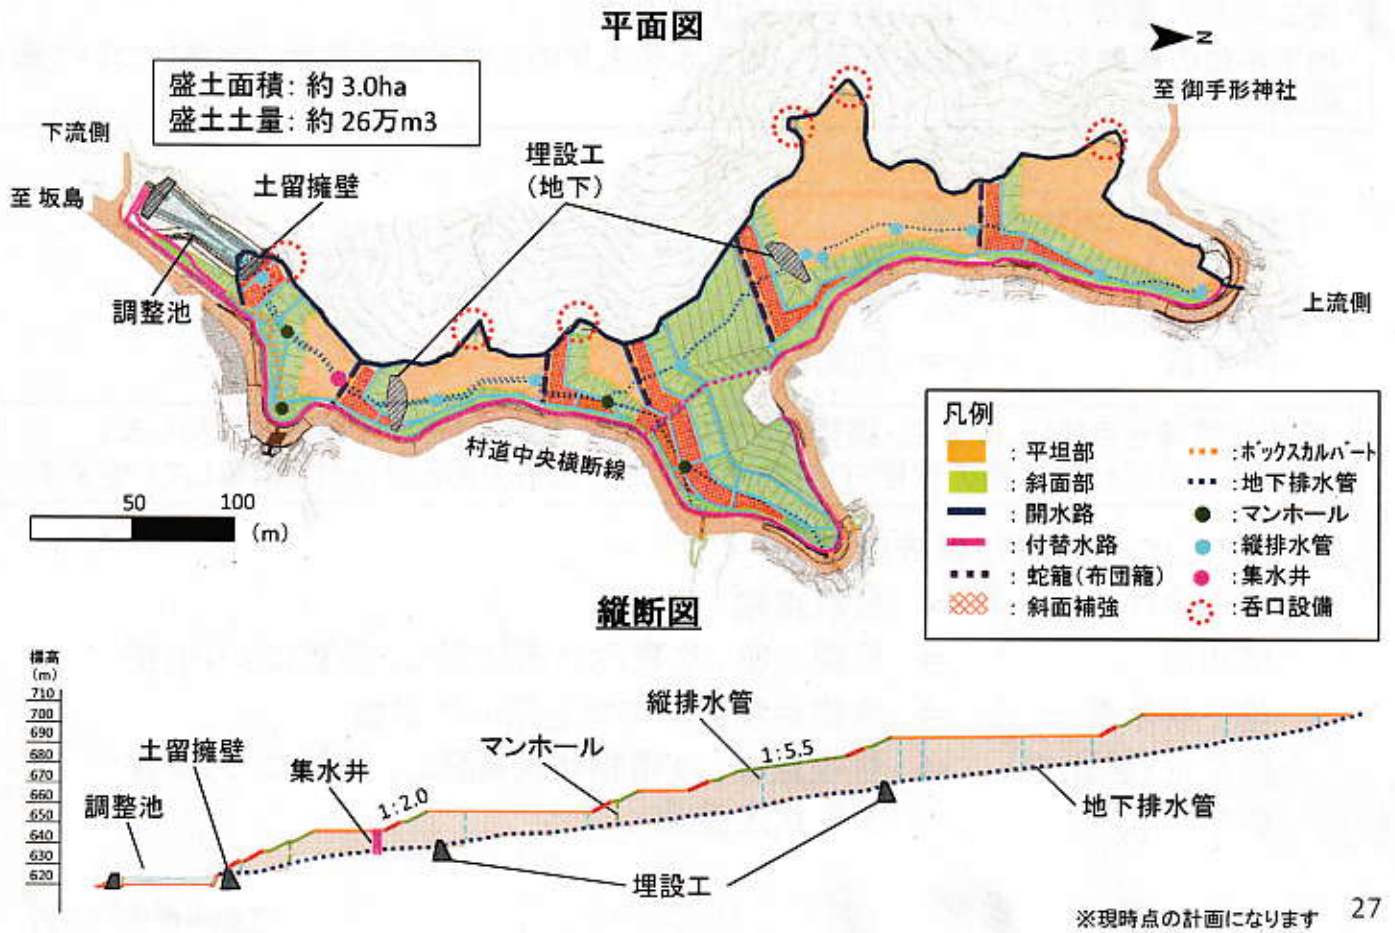 平面図
N
盛土面積: 約 3.0ha
盛土土量: 約 26万m3
至 御手形神社
下流側
埋設工
(地下)
土留擁壁
至 坂島
調整池
上流側
村道中央横断線
50 100
(m)
凡例
: 平坦部
: 斜面部
: 開水路
: 付替水路
: 蛇籠(布団籠)
: 斜面補強
:ボックスカルバート
:地下排水管
:マンホール
:縦排水管
:集水井
:呑口設備
縦断図
標高
(m)
710
700
690
680
670
660
650
640
630
620
縦排水管
マンホール
1:5.5
土留擁壁
集水井
1:2.0
調整池
地下排水管
埋設工
※現時点の計画になります
27